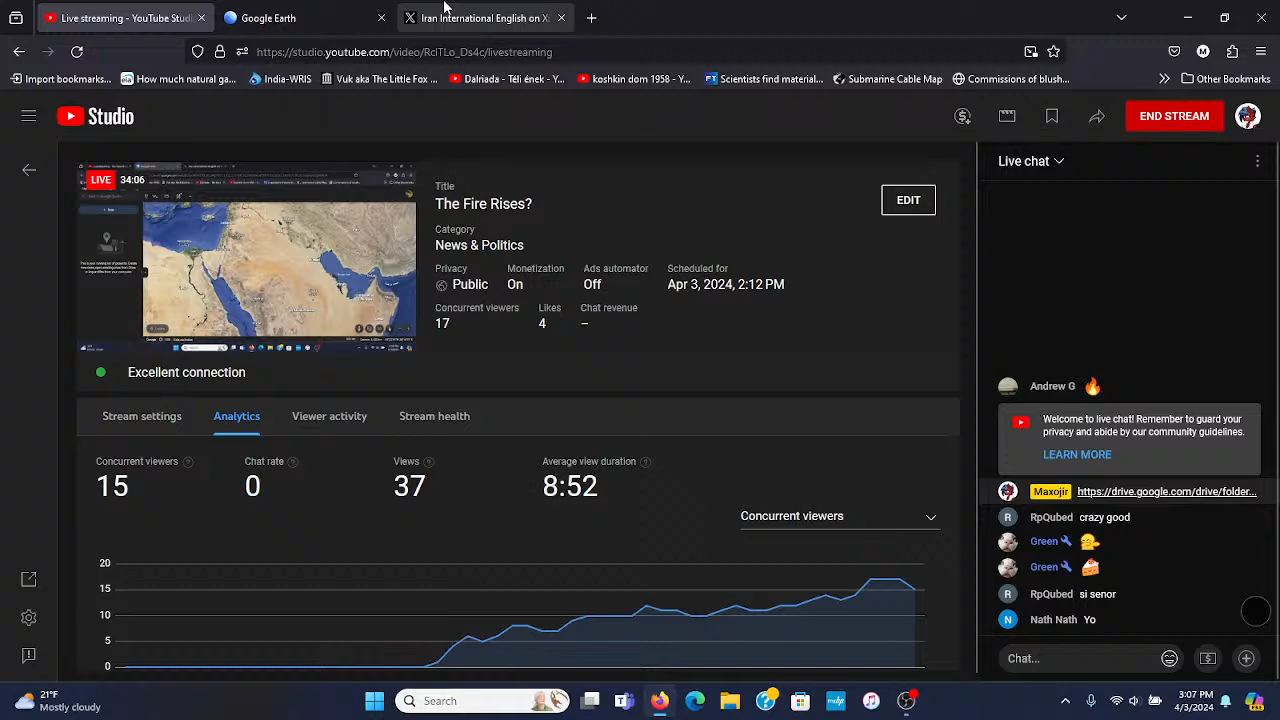 Live streaming - YouTube Studi
Google Earth
Iran International English on X
https://studio.youtube.com/video/RclTLo_Ds4c/livestreaming
Import bookmarks...
How much natural ga...
India-WRIS
Vuk aka The Little Fox ...
Dalriada - Téli ének - Y...
koshkin dom 1958 - Y...
Scientists find material...
Submarine Cable Map
Commissions of blush...
Other Bookmarks
Studio
END STREAM
LIVE 34:06
Title
The Fire Rises?
EDIT
Category
News & Politics
Privacy Monetization Ads automator Scheduled for
Public On Off Apr 3, 2024, 2:12 PM
Concurrent viewers Likes Chat revenue
17 4 –
Excellent connection
Stream settings Analytics Viewer activity Stream health
Concurrent viewers Chat rate Views Average view duration
15 0 37 8:52
Concurrent viewers
20
15
10
5
0
Live chat
Andrew G 🔥
Welcome to live chat! Remember to guard your
privacy and abide by our community guidelines.
LEARN MORE
Maxojir https://drive.google.com/drive/folder...
RpQubed crazy good
Green
Green
RpQubed si senor
Nath Nath Yo
Chat...
21°F
Mostly cloudy
Search
3:07 PM
4/3/2024